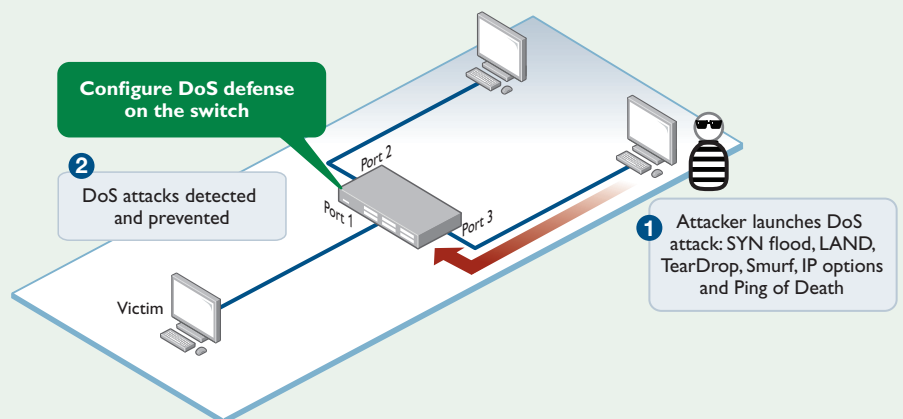 Configure DoS defense
on the switch
2
DoS attacks detected
and prevented
Port 2
Port 1
Port 3
1
Attacker launches DoS
attack: SYN flood, LAND,
TearDrop, Smurf, IP options
and Ping of Death
Victim